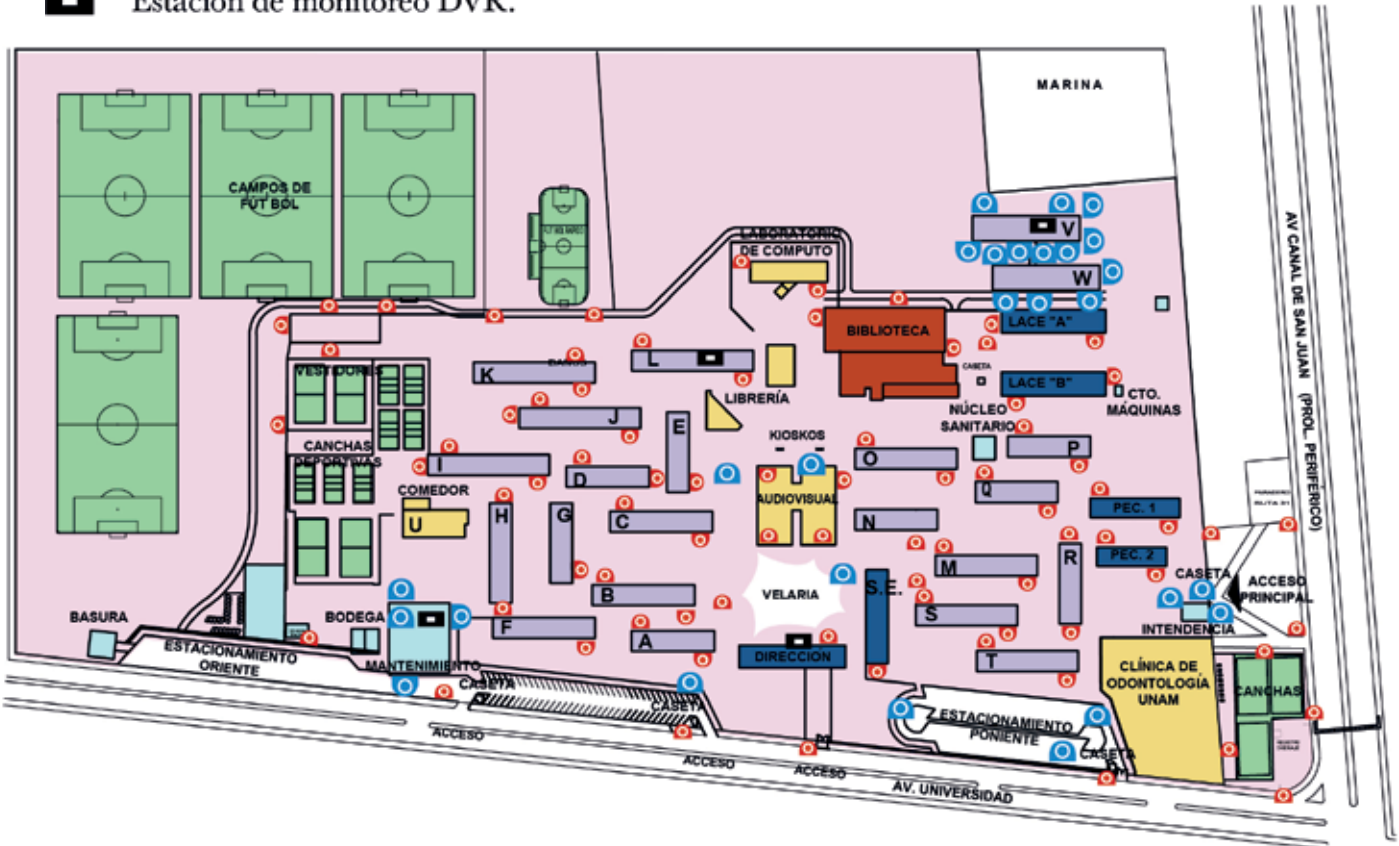 Estación de monitoreo DVR.
MARINA
CAMPOS DE
FÚT BOL
LABORATORIO
DE COMPUTO
V
W
LACE "A"
BIBLIOTECA
L
BAÑOS
K
VESTIDORES
CASETA
LACE "B"
CTO.
MÁQUINAS
LIBRERÍA
NÚCLEO
SANITARIO
J
E
KIOSKOS
P
CANCHAS
DEPORTIVAS
I
D
O
COMEDOR
U
H
G
C
AUDIOVISUAL
Q
N
PEC. 1
PEC. 2
M
R
AV CANAL DE SAN JUAN (PROL. PERIFÉRICO)
CASETA
ACCESO
PRINCIPAL
INTENDENCIA
S.E.
VELARIA
B
S
BASURA
BODEGA
F
A
DIRECCIÓN
T
ESTACIONAMIENTO
ORIENTE
MANTENIMIENTO
CASETA
CASETA
CLÍNICA DE
ODONTOLOGÍA
UNAM
CANCHAS
ESTACIONAMIENTO
PONIENTE
CASETA
ACCESO
ACCESO
ACCESO
AV. UNIVERSIDAD